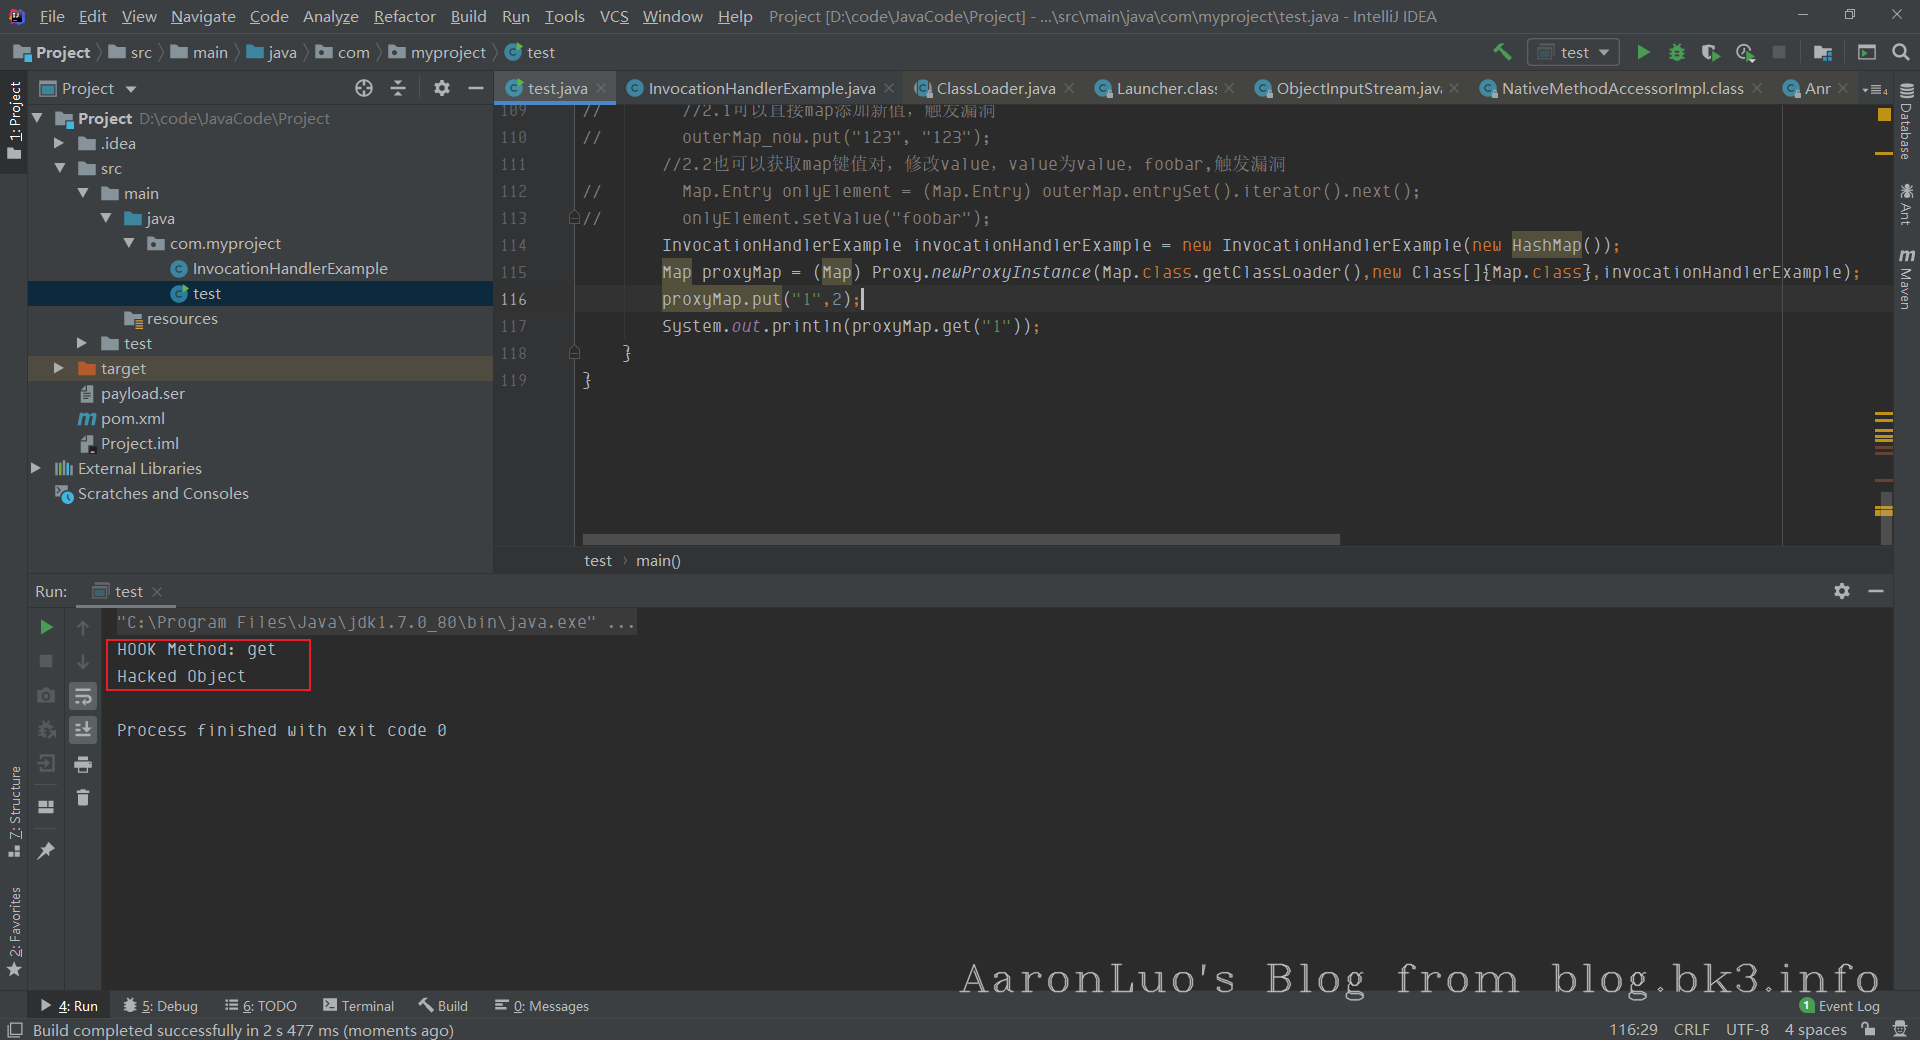 File Edit View Navigate Code Analyze Refactor Build Run Tools VCS Window Help Project [D:\code\JavaCode\Project] - ...\src\main\java\com\myproject\test.java - IntelliJ IDEA
Project src main java com myproject test
test
1: Project
Project
test.java InvocationHandlerExample.java ClassLoader.java Launcher.class ObjectInputStream.java NativeMethodAccessorImpl.class Anr
4
Database
Ant
Maven
Project D:\code\JavaCode\Project
.idea
src
main
java
com.myproject
InvocationHandlerExample
test
resources
test
target
payload.ser
pom.xml
Project.iml
External Libraries
Scratches and Consoles
109 // //2.1可以直接map添加新值，触发漏洞
110 // outerMap_now.put("123", "123");
111 //2.2也可以获取map键值对，修改value，value为value，foobar,触发漏洞
112 // Map.Entry onlyElement = (Map.Entry) outerMap.entrySet().iterator().next();
113 // onlyElement.setValue("foobar");
114 InvocationHandlerExample invocationHandlerExample = new InvocationHandlerExample(new HashMap());
115 Map proxyMap = (Map) Proxy.newProxyInstance(Map.class.getClassLoader(),new Class[]{Map.class},invocationHandlerExample);
116 proxyMap.put("1",2);
117 System.out.println(proxyMap.get("1"));
118 }
119 }
test › main()
Run: test
"C:\Program Files\Java\jdk1.7.0_80\bin\java.exe" ...
HOOK Method: get
Hacked Object
Process finished with exit code 0
7: Structure
2: Favorites
AaronLuo's Blog from blog.bk3.info
4: Run 5: Debug 6: TODO Terminal Build 0: Messages 1 Event Log
Build completed successfully in 2 s 477 ms (moments ago) 116:29 CRLF UTF-8 4 spaces